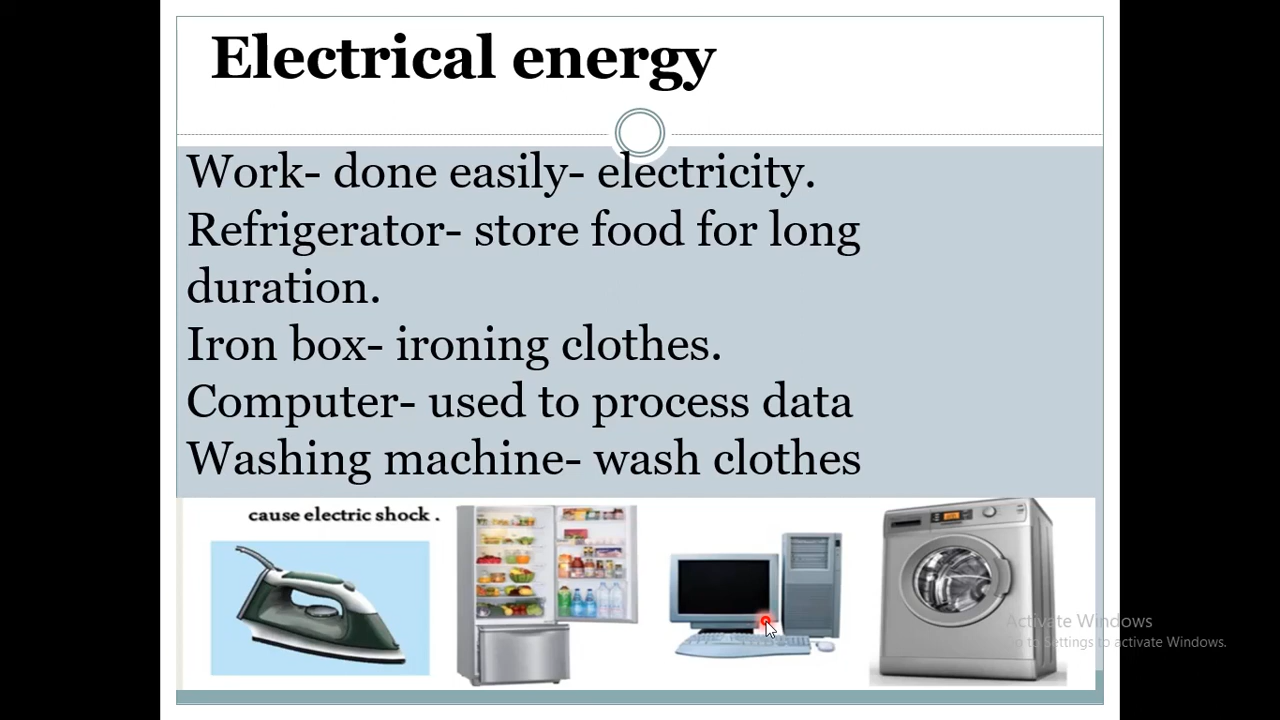 Electrical energy
Work- done easily- electricity.
Refrigerator- store food for long
duration.
Iron box- ironing clothes.
Computer- used to process data
Washing machine- wash clothes
cause electric shock .
Activate Windows
to Settings to activate Windows.